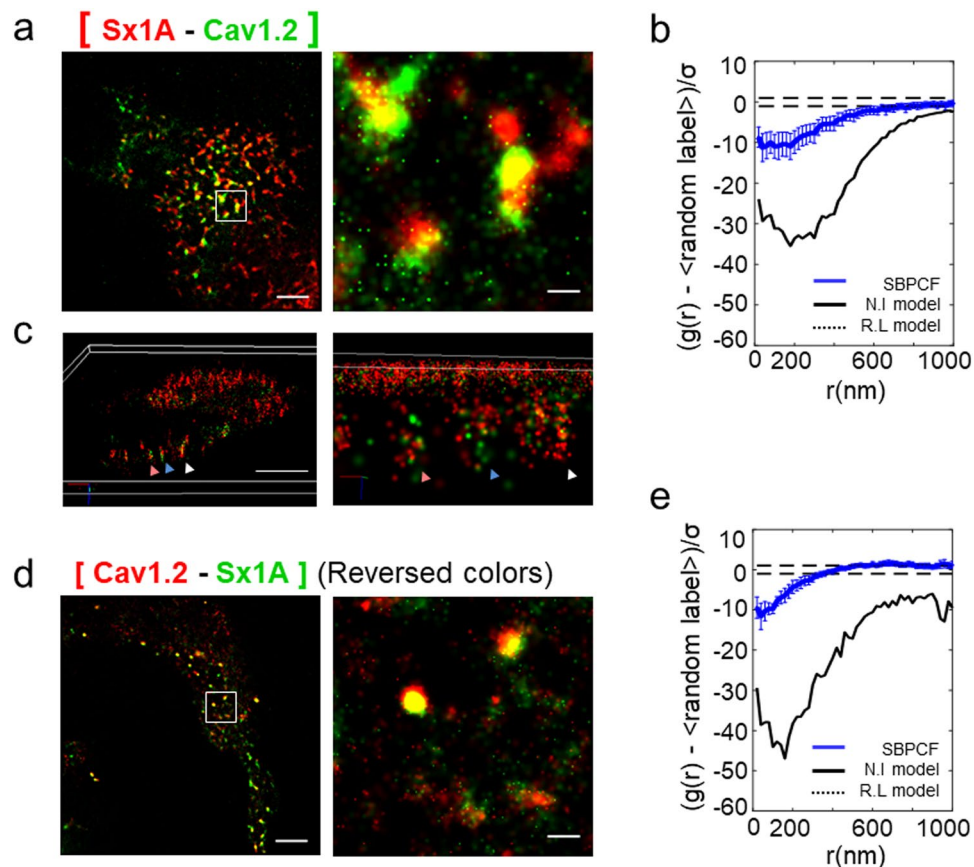 a
[ Sx1A - Cav1.2 ]
b
(g(r) - <random label>)/σ
10
0
-10
-20
-30
-40
-50
-60
SBPCF
N.I model
R.L model
0 200 600 1000
r(nm)
c
d
[ Cav1.2 - Sx1A ] (Reversed colors)
e
(g(r) - <random label>)/σ
10
0
-10
-20
-30
-40
-50
-60
SBPCF
N.I model
R.L model
0 200 600 1000
r(nm)